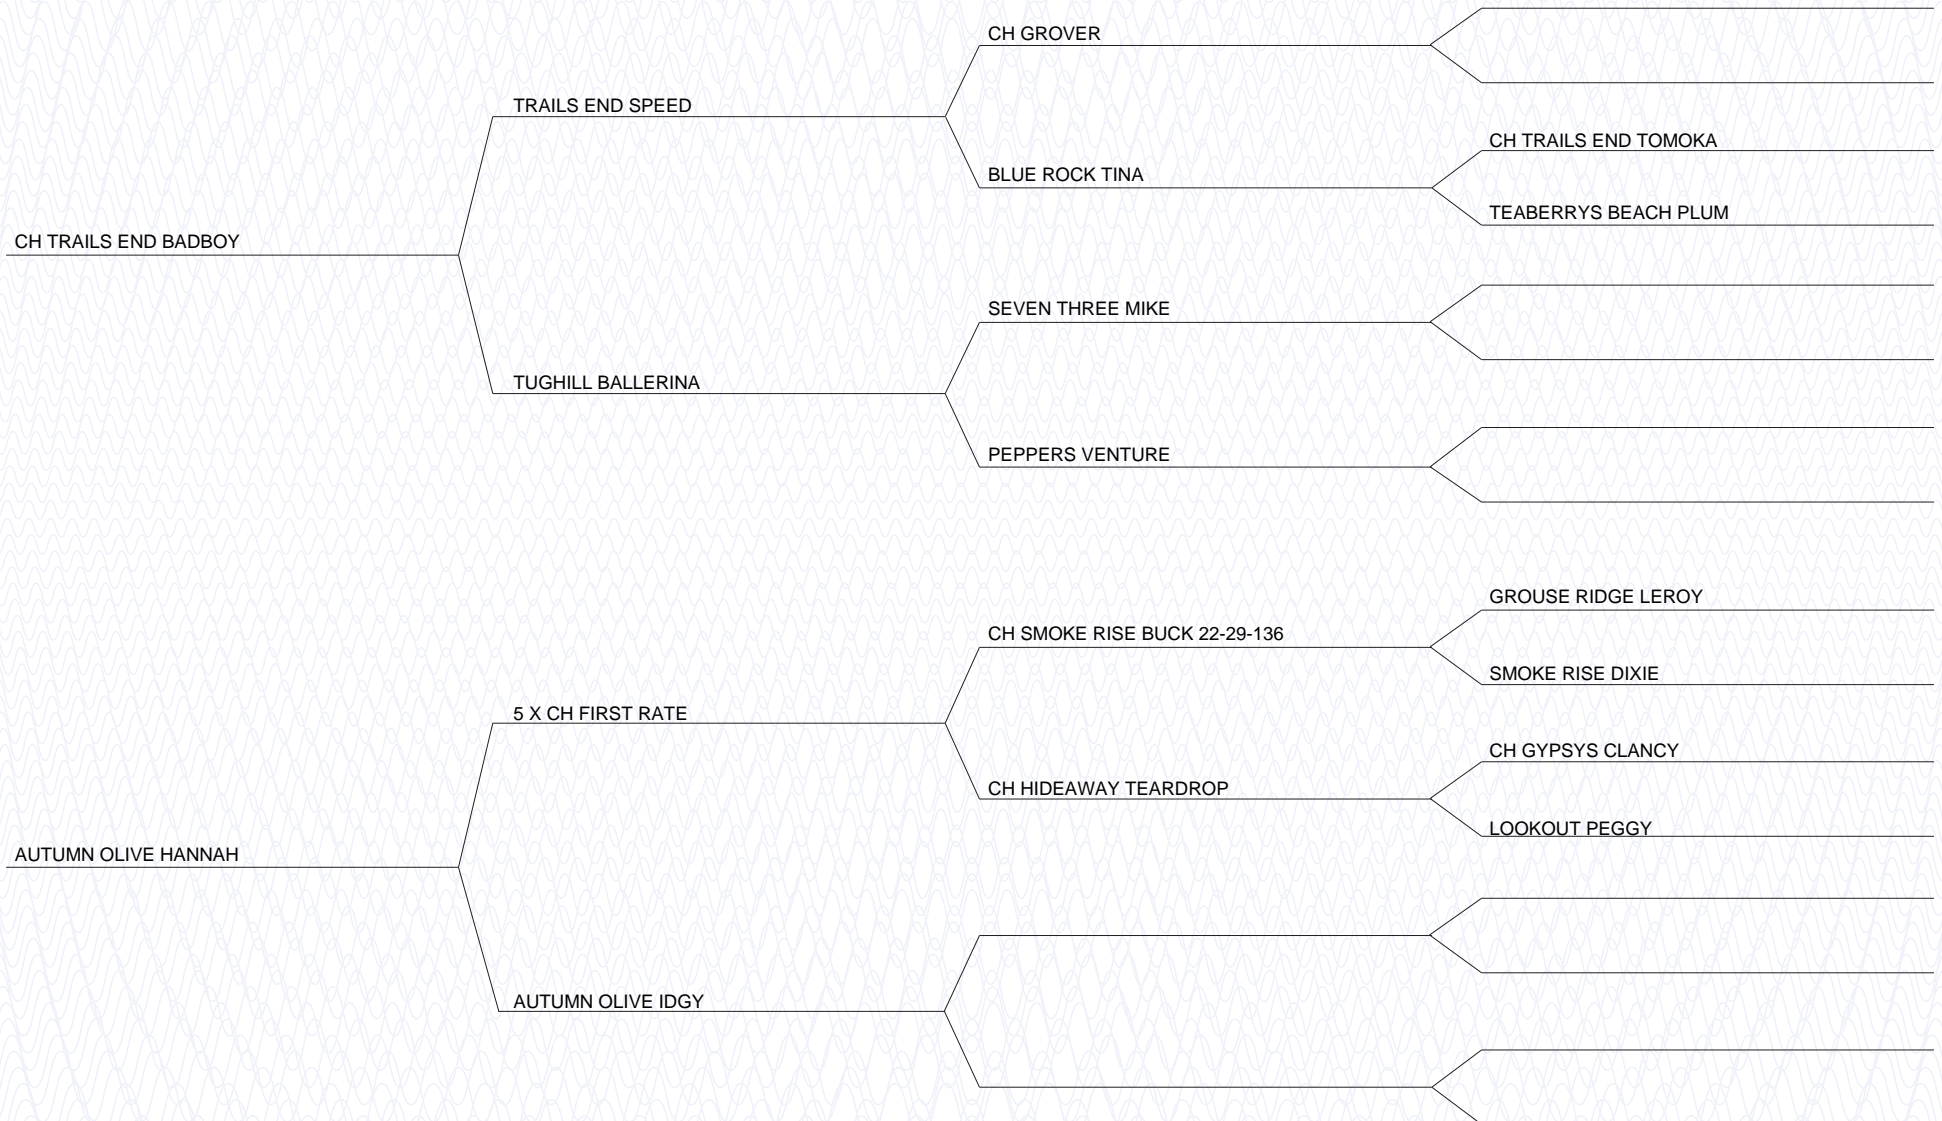 CH GROVER
TRAILS END SPEED
CH TRAILS END TOMOKA
BLUE ROCK TINA
TEABERRYS BEACH PLUM
CH TRAILS END BADBOY
SEVEN THREE MIKE
TUGHILL BALLERINA
PEPPERS VENTURE
GROUSE RIDGE LEROY
CH SMOKE RISE BUCK 22-29-136
SMOKE RISE DIXIE
5 X CH FIRST RATE
CH GYPSYS CLANCY
CH HIDEAWAY TEARDROP
LOOKOUT PEGGY
AUTUMN OLIVE HANNAH
AUTUMN OLIVE IDGY